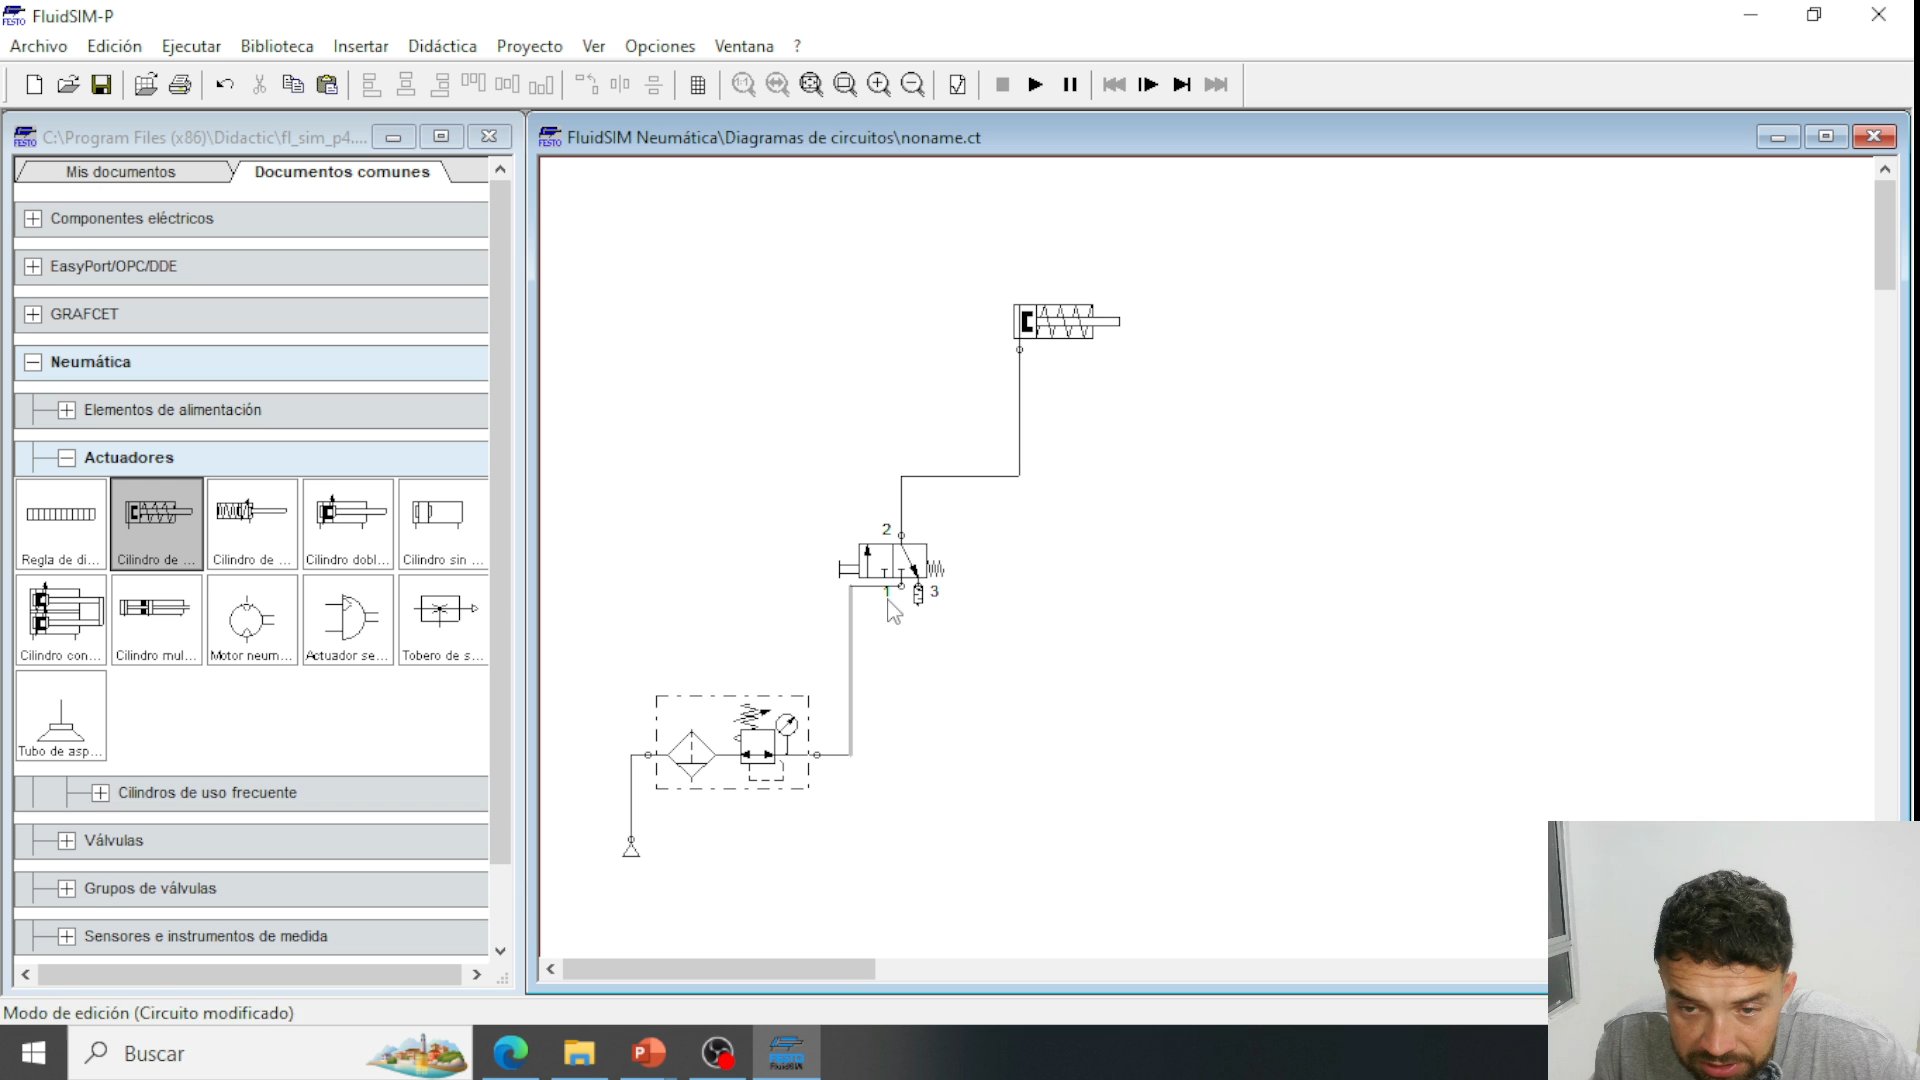 FluidSIM-P
Archivo Edición Ejecutar Biblioteca Insertar Didáctica Proyecto Ver Opciones Ventana ?
C:\Program Files (x86)\Didactic\fl_sim_p4....
FluidSIM Neumática\Diagramas de circuitos\noname.ct
Mis documentos
Documentos comunes
Componentes eléctricos
EasyPort/OPC/DDE
GRAFCET
Neumática
Elementos de alimentación
Actuadores
Regla de di... Cilindro de ... Cilindro de ... Cilindro dobl... Cilindro sin ...
Cilindro con... Cilindro mul... Motor neum... Actuador se... Tobero de s...
Tubo de asp...
Cilindros de uso frecuente
Válvulas
Grupos de válvulas
Sensores e instrumentos de medida
2
1
3
Modo de edición (Circuito modificado)
Buscar
FESTO
FluidSIM